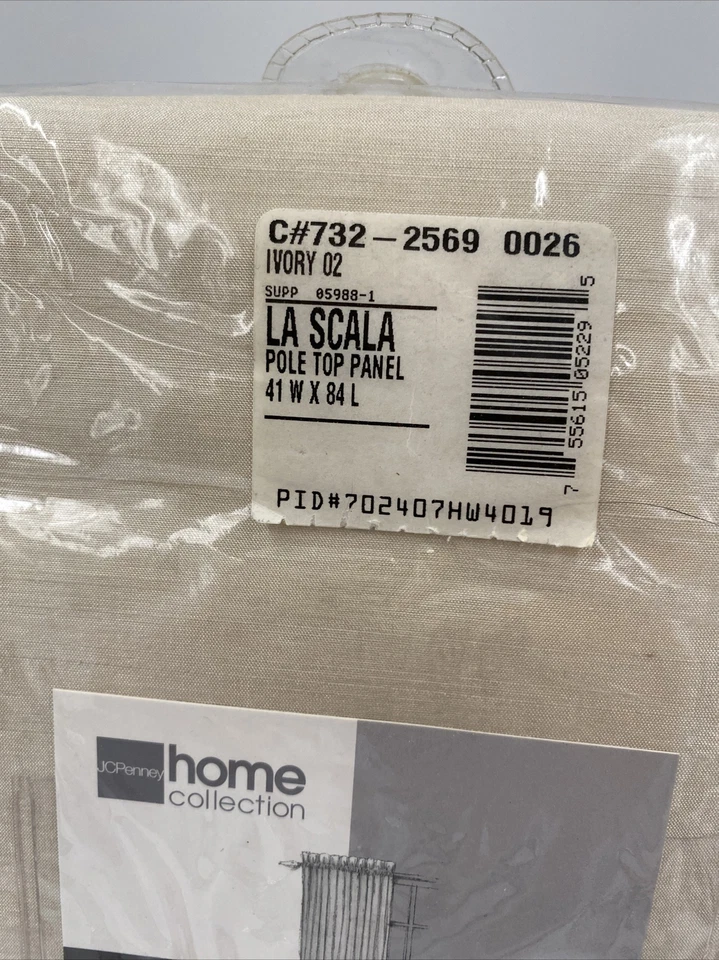 C#732-2569 0026
IVORY 02
SUPP 05988-1
LA SCALA
POLE TOP PANEL
41 W X 84 L
7 55615 05229 5
PID#702407HW4019
JCPenney home
collection